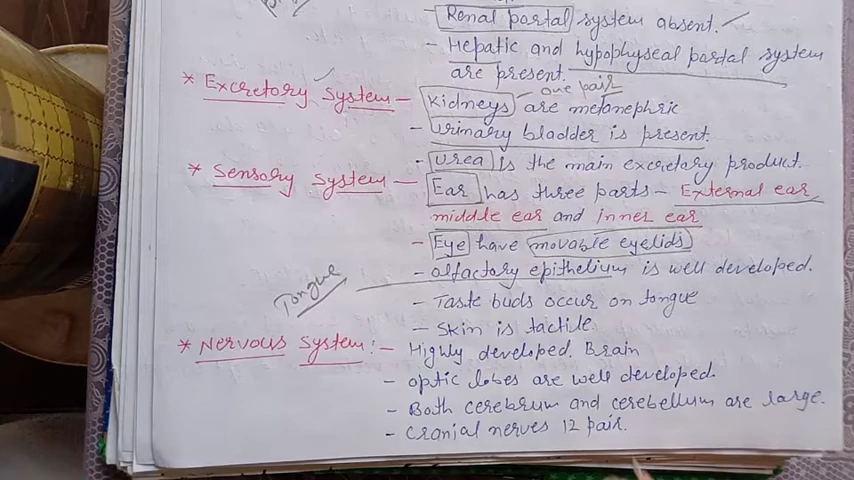 - Renal portal system absent.
- Hepatic and hypophyseal portal system
are present.
* Excretory System - Kidneys are metanephric
one pair
- Urinary bladder is present.
- Urea is the main excretary product.
* Sensory System - Ear has three parts - External ear,
middle ear and inner ear
- Eye have movable eyelids
- Olfactory epithelium is well developed.
Tongue
- Taste buds occur on tongue
- Skin is tactile.
* Nervous System :- Highly developed Brain
- optic lobes are well developed.
- Both cerebrum and cerebellum are large.
- Cranial nerves 12 pair.